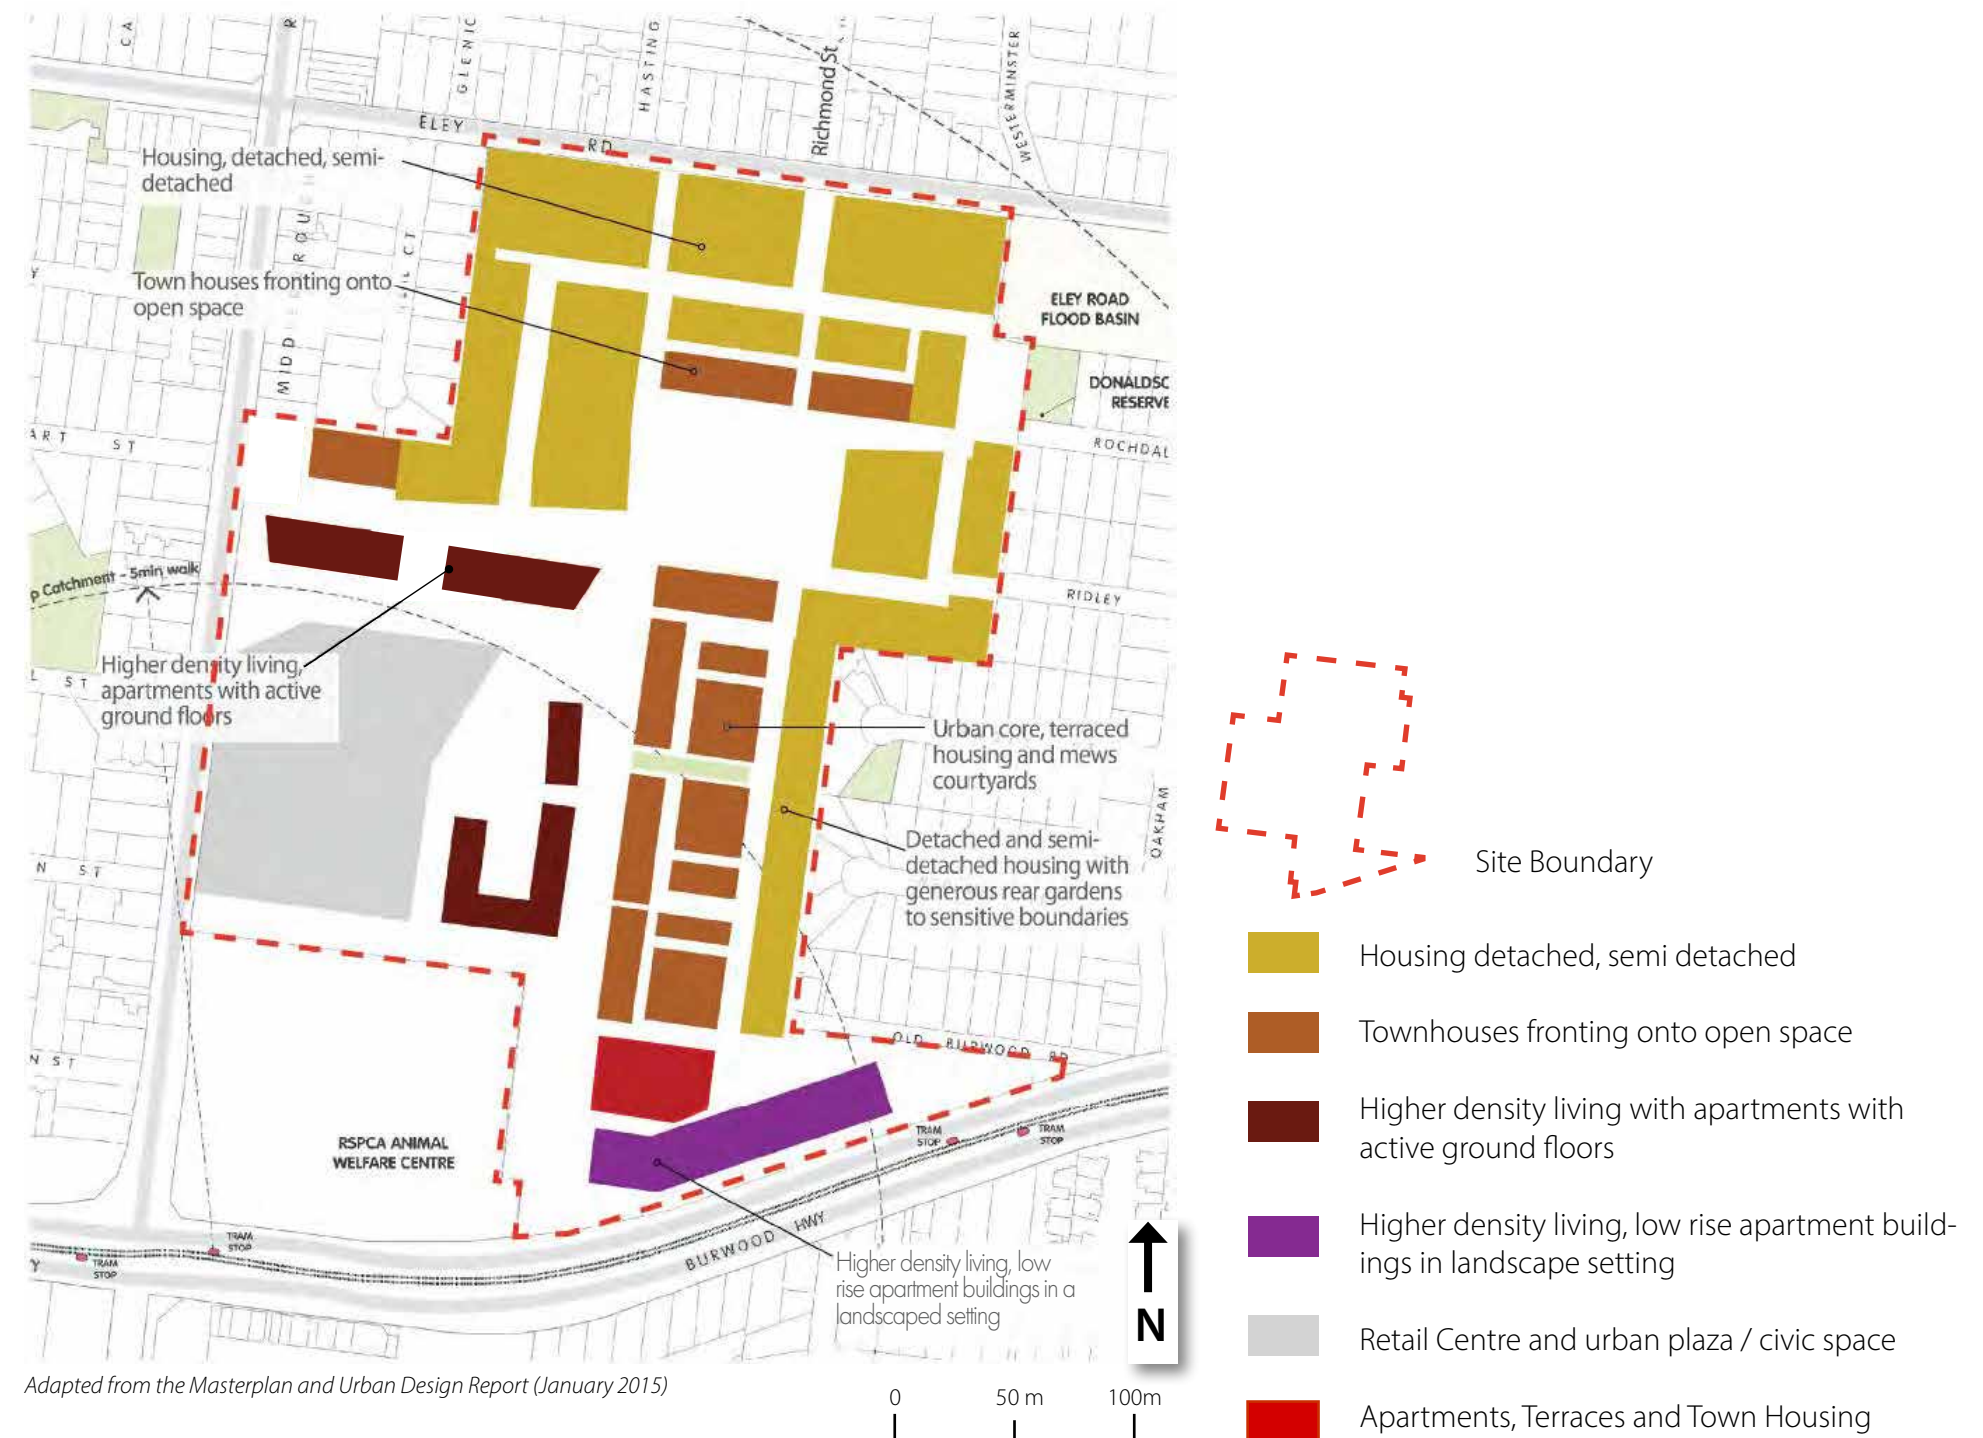 CA
R
GLENIC
HASTING
Richmond St
WESTERMINSTER
ELEY
RD
Housing, detached, semi-
detached
Town houses fronting onto
open space
CT
ELEY ROAD
FLOOD BASIN
DONALDSC
RESERVE
ROCHDAL
ART ST
p Catchment - 5min walk
RIDLEY
Higher density living,
apartments with active
ground floors
L ST
Urban core, terraced
housing and mews
courtyards
Detached and semi-
detached housing with
generous rear gardens
to sensitive boundaries
OAKHAM
N ST
N ST
OLD BURWOOD RD
RSPCA ANIMAL
WELFARE CENTRE
TRAM
STOP
TRAM
STOP
TRAM
STOP
TRAM
STOP
BURWOOD HWY
Y
Higher density living, low
rise apartment buildings in a
landscaped setting
N
Adapted from the Masterplan and Urban Design Report (January 2015)
0 50 m 100m
Site Boundary
Housing detached, semi detached
Townhouses fronting onto open space
Higher density living with apartments with
active ground floors
Higher density living, low rise apartment build-
ings in landscape setting
Retail Centre and urban plaza / civic space
Apartments, Terraces and Town Housing